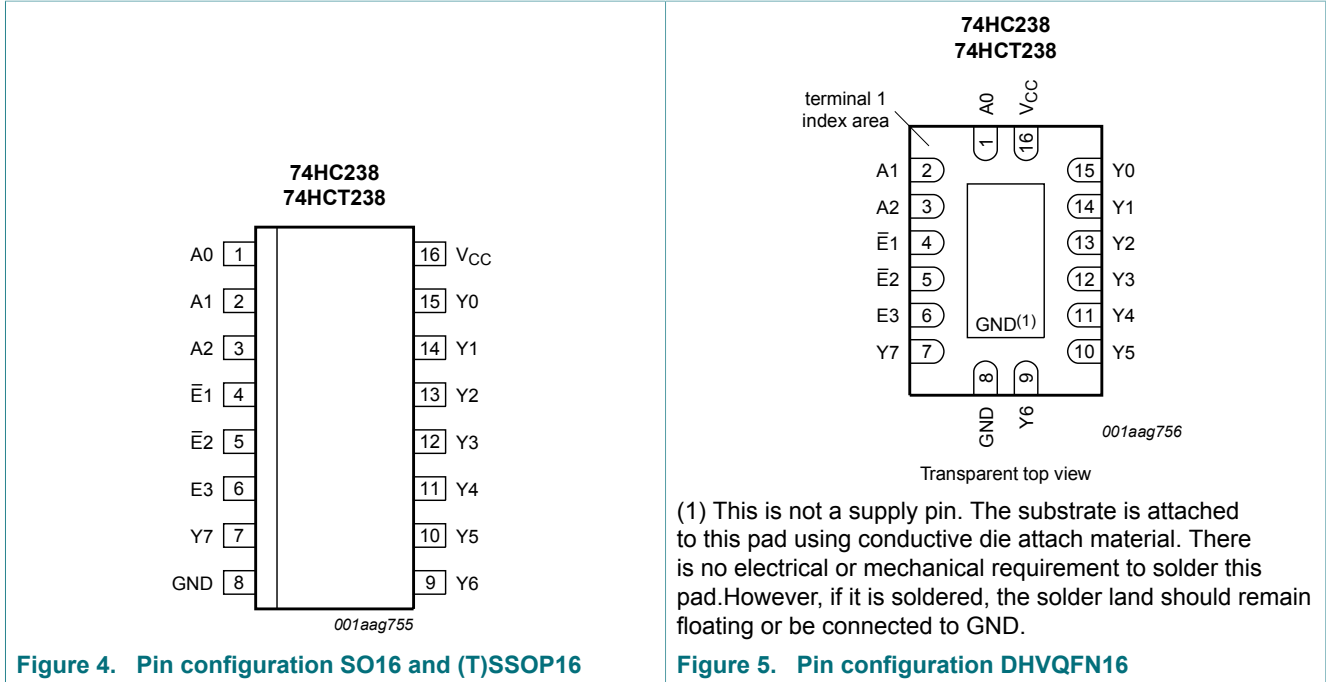 74HC238
74HCT238
A0 1
16 VCC
A1 2
15 Y0
A2 3
14 Y1
E̅1 4
13 Y2
E̅2 5
12 Y3
E3 6
11 Y4
Y7 7
10 Y5
GND 8
9 Y6
001aag755
Figure 4. Pin configuration SO16 and (T)SSOP16
74HC238
74HCT238
terminal 1
index area
A0
VCC
1
16
A1 2
15 Y0
A2 3
14 Y1
E̅1 4
13 Y2
E̅2 5
12 Y3
E3 6
11 Y4
GND(1)
Y7 7
10 Y5
8
9
GND
Y6
001aag756
Transparent top view
(1) This is not a supply pin. The substrate is attached
to this pad using conductive die attach material. There
is no electrical or mechanical requirement to solder this
pad.However, if it is soldered, the solder land should remain
floating or be connected to GND.
Figure 5. Pin configuration DHVQFN16